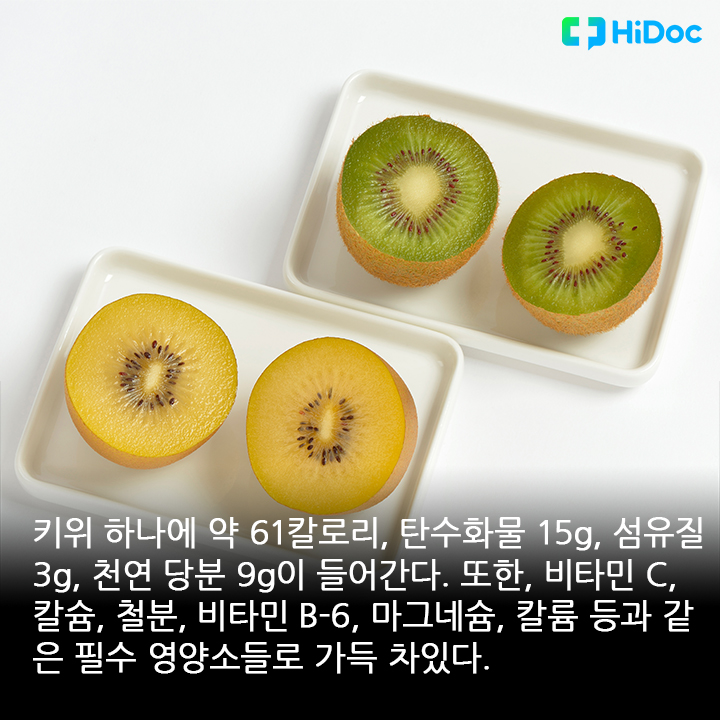 HiDoc
키위 하나에 약 61칼로리, 탄수화물 15g, 섬유질
3g, 천연 당분 9g이 들어간다. 또한, 비타민 C,
칼슘, 철분, 비타민 B-6, 마그네슘, 칼륨 등과 같
은 필수 영양소들로 가득 차있다.